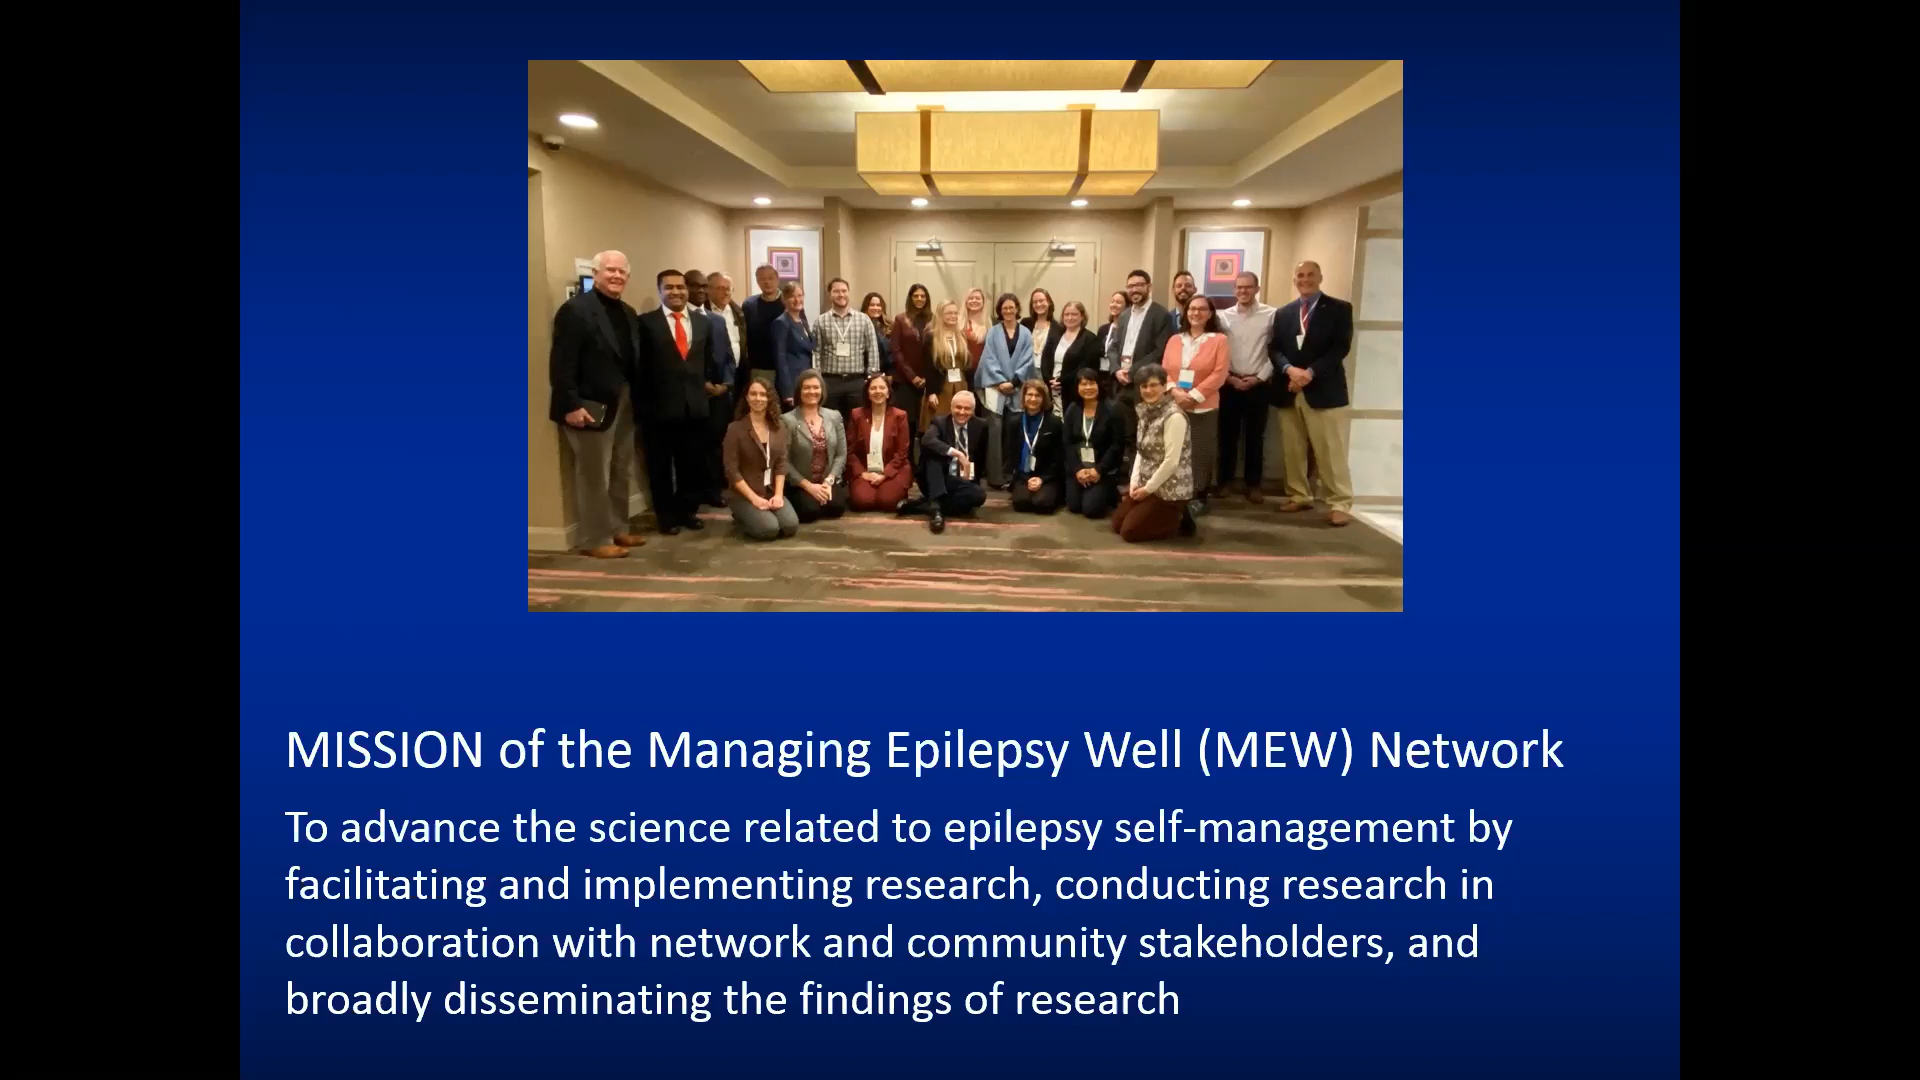 MISSION of the Managing Epilepsy Well (MEW) Network
To advance the science related to epilepsy self-management by
facilitating and implementing research, conducting research in
collaboration with network and community stakeholders, and
broadly disseminating the findings of research